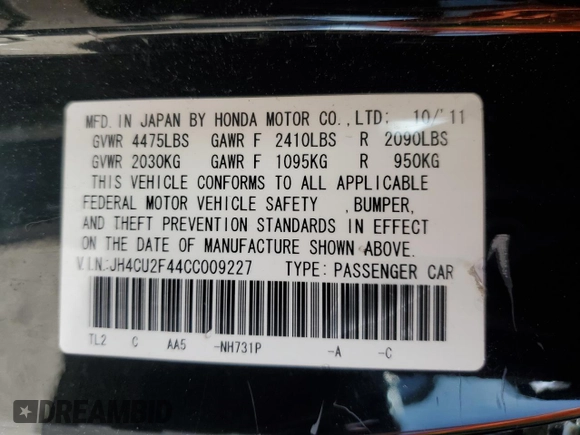 MFD. IN JAPAN BY HONDA MOTOR CO., LTD: 10/'11
GVWR 4475LBS GAWR F 2410LBS R 2090LBS
GVWR 2030KG GAWR F 1095KG R 950KG
THIS VEHICLE CONFORMS TO ALL APPLICABLE
FEDERAL MOTOR VEHICLE SAFETY , BUMPER,
AND THEFT PREVENTION STANDARDS IN EFFECT
ON THE DATE OF MANUFACTURE SHOWN ABOVE.
V.I.N.:JH4CU2F44CC009227 TYPE: PASSENGER CAR
TL2 C AA5 -NH731P -A -C
DREAMBID